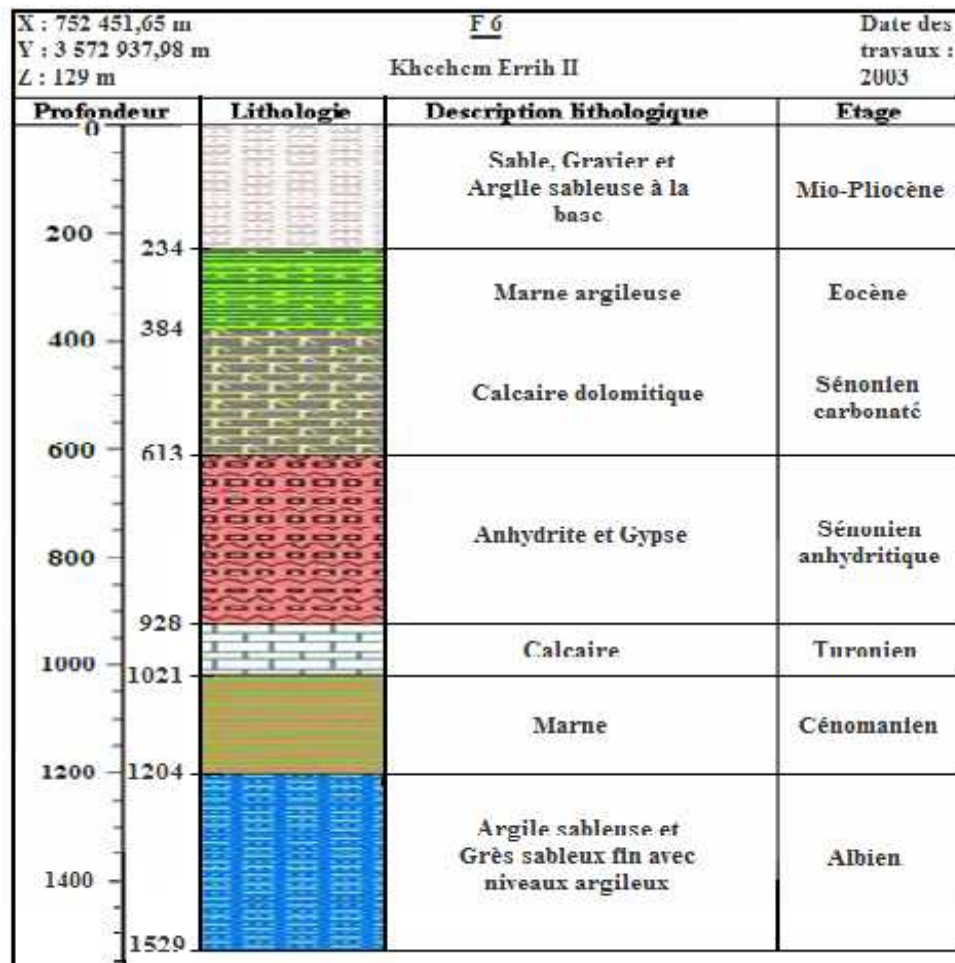 X : 752 451,65 m
Y : 3 572 937,98 m
Z : 129 m
F 6
Khechem Errih II
Date des
travaux :
2003
Profondeur
Lithologie
Description lithologique
Etage
0
200
400
600
800
1000
1200
1400
234
384
613
928
1021
1204
1529
Sable, Gravier et
Argile sableuse à la
base
Mio-Pliocène
Marne argileuse
Eocène
Calcaire dolomitique
Sénonien
carbonaté
Anhydrite et Gypse
Sénonien
anhydritique
Calcaire
Turonien
Marne
Cénomanien
Argile sableuse et
Grès sableux fin avec
niveaux argileux
Albien